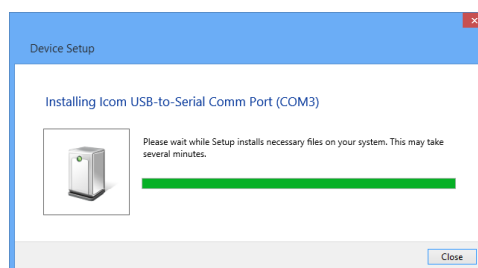 Device Setup
Installing Icom USB-to-Serial Comm Port (COM3)
Please wait while Setup installs necessary files on your system. This may take
several minutes.
Close